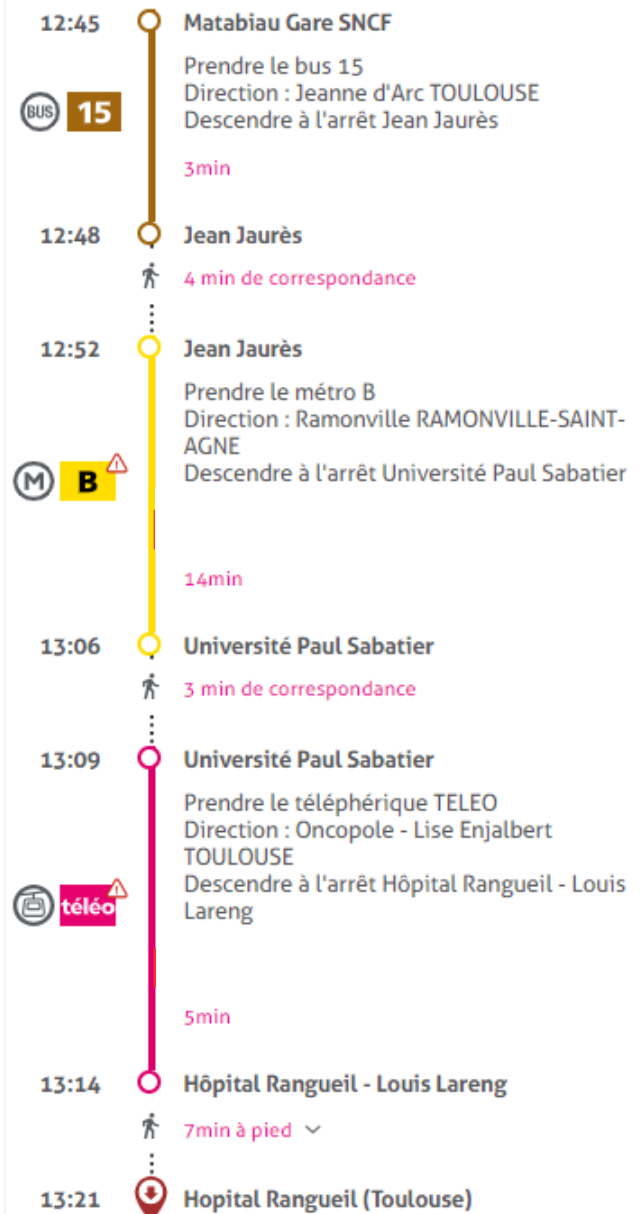 12:45 Matabiau Gare SNCF
Prendre le bus 15
BUS 15 Direction : Jeanne d'Arc TOULOUSE
Descendre à l'arrêt Jean Jaurès
3min
12:48 Jean Jaurès
4 min de correspondance
12:52 Jean Jaurès
Prendre le métro B
Direction : Ramonville RAMONVILLE-SAINT-
AGNE
M B Descendre à l'arrêt Université Paul Sabatier
14min
13:06 Université Paul Sabatier
3 min de correspondance
13:09 Université Paul Sabatier
Prendre le téléphérique TELEO
Direction : Oncopole - Lise Enjalbert
TOULOUSE
Descendre à l'arrêt Hôpital Rangueil - Louis
téléo Lareng
5min
13:14 Hôpital Rangueil - Louis Lareng
7min à pied
13:21 Hopital Rangueil (Toulouse)